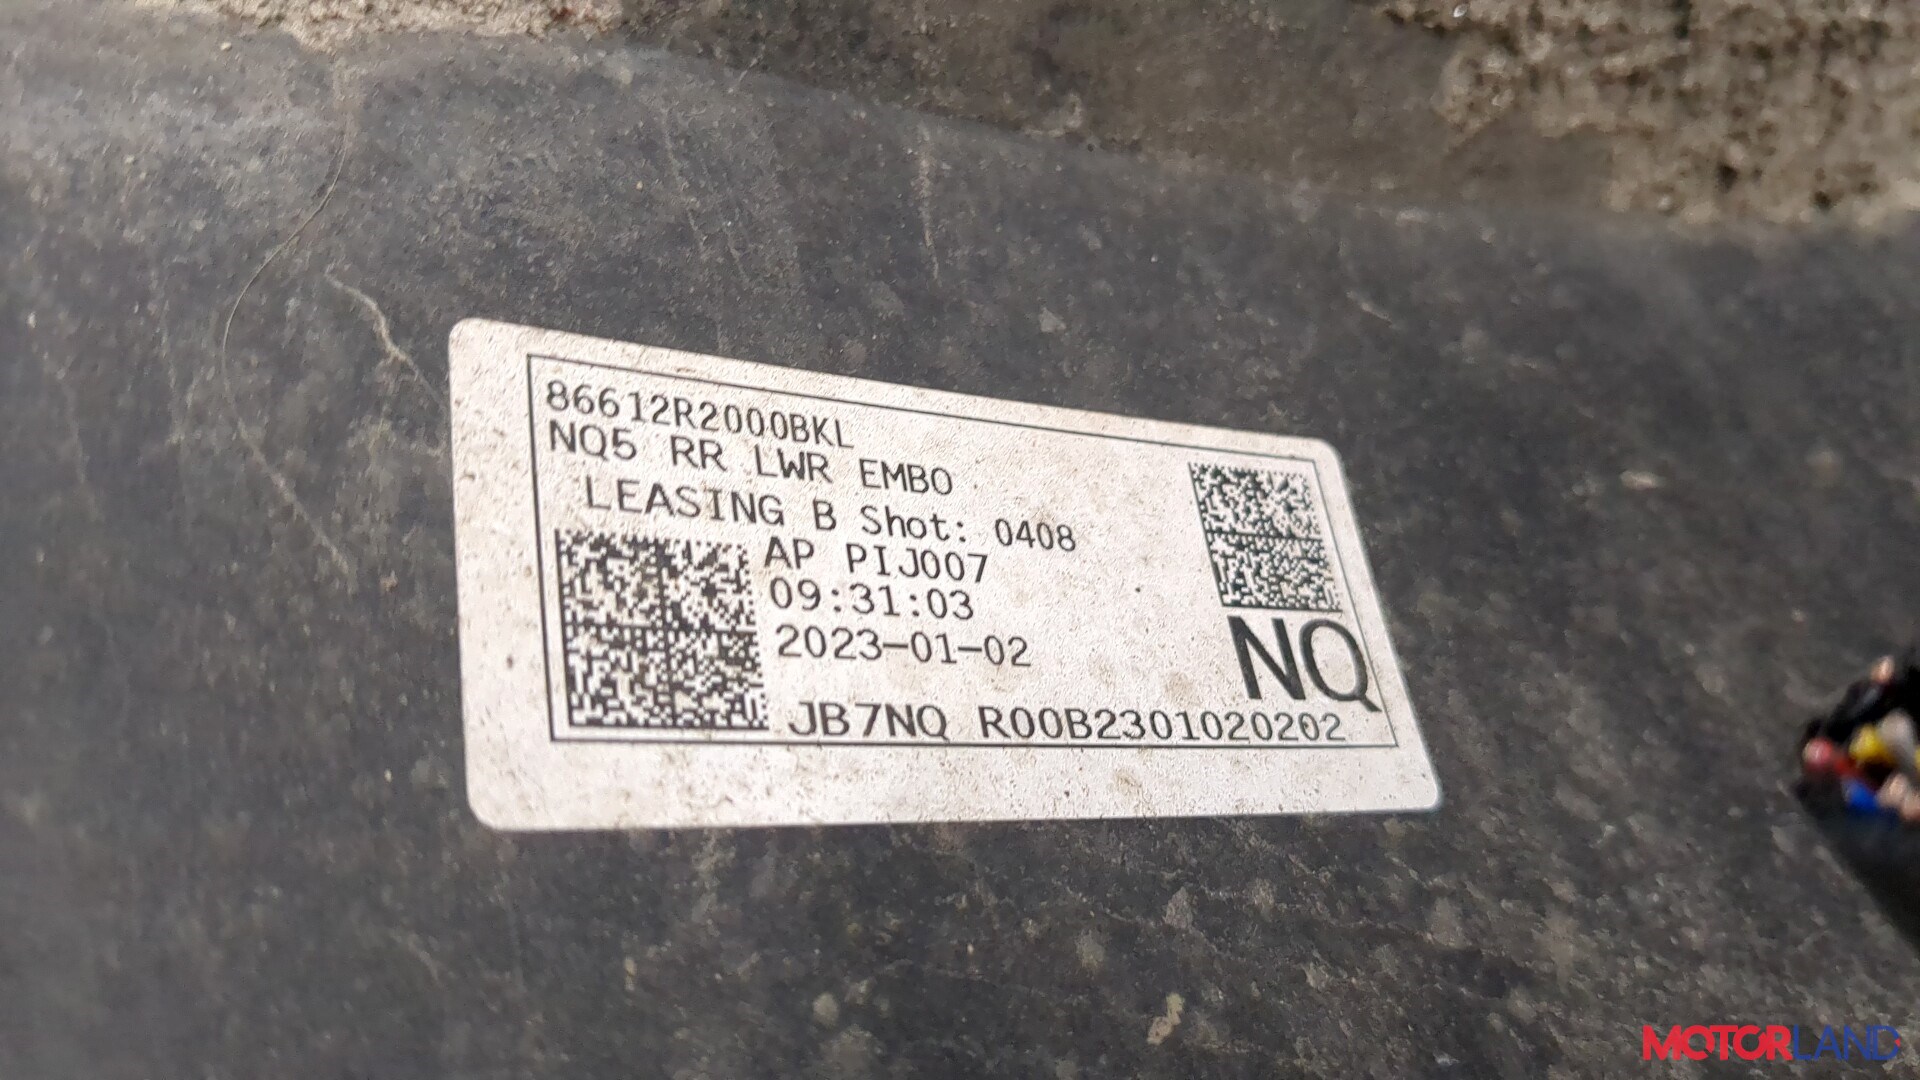 86612R2000BKL
NQ5 RR LWR EMBO
LEASING B Shot: 0408
AP PIJ007
09:31:03
2023-01-02
NQ
JB7NQ R00B2301020202
MOTORLAND